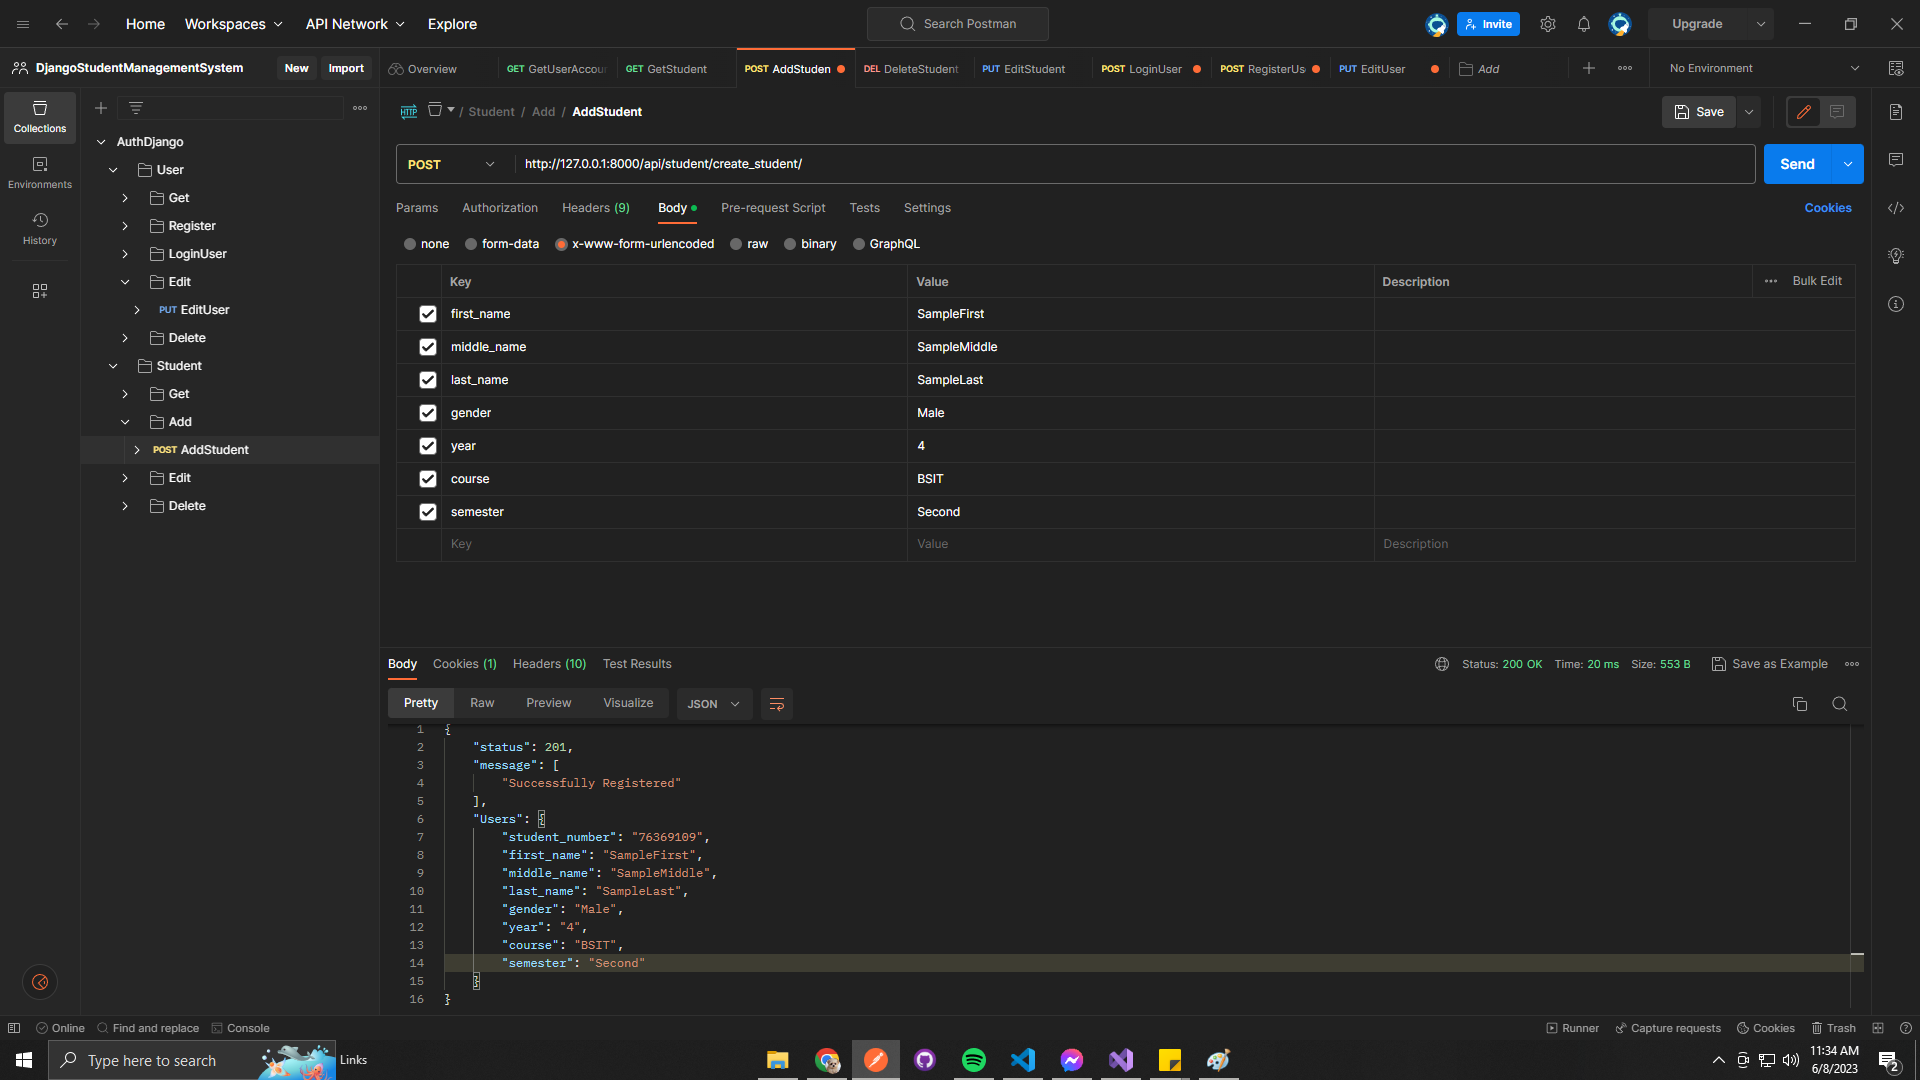 Home Workspaces API Network Explore Search Postman Invite Upgrade
DjangoStudentManagementSystem New Import Overview GET GetUserAccour GET GetStudent POST AddStuden DEL DeleteStudent PUT EditStudent POST LoginUser POST RegisterUs PUT EditUser Add No Environment
Collections
Environments
History
AuthDjango
User
Get
Register
LoginUser
Edit
PUT EditUser
Delete
Student
Get
Add
POST AddStudent
Edit
Delete
HTTP / Student / Add / AddStudent Save
POST http://127.0.0.1:8000/api/student/create_student/ Send
Params Authorization Headers (9) Body Pre-request Script Tests Settings Cookies
none form-data x-www-form-urlencoded raw binary GraphQL
Key Value Description Bulk Edit
first_name SampleFirst
middle_name SampleMiddle
last_name SampleLast
gender Male
year 4
course BSIT
semester Second
Key Value Description
Body Cookies (1) Headers (10) Test Results Status: 200 OK Time: 20 ms Size: 553 B Save as Example
Pretty Raw Preview Visualize JSON
1 {
2 "status": 201,
3 "message": [
4 "Successfully Registered"
5 ],
6 "Users": {
7 "student_number": "76369109",
8 "first_name": "SampleFirst",
9 "middle_name": "SampleMiddle",
10 "last_name": "SampleLast",
11 "gender": "Male",
12 "year": "4",
13 "course": "BSIT",
14 "semester": "Second"
15 }
16 }
Online Find and replace Console Runner Capture requests Cookies Trash
Type here to search Links 11:34 AM
6/8/2023 2